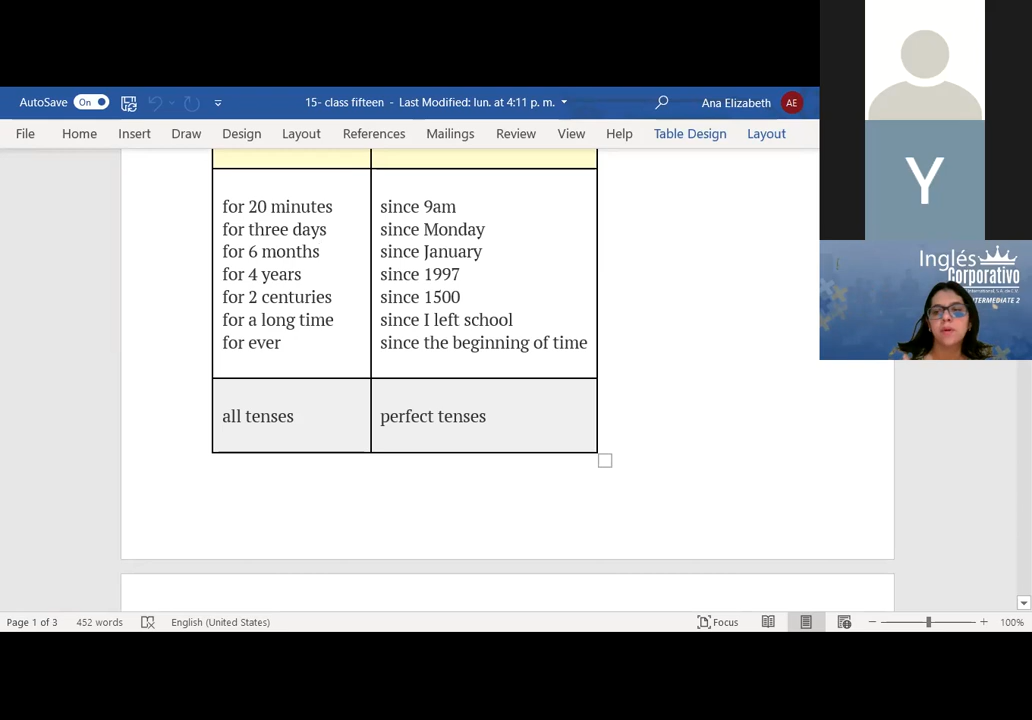 AutoSave On 15- class fifteen - Last Modified: lun. at 4:11 p. m. Ana Elizabeth AE
File Home Insert Draw Design Layout References Mailings Review View Help Table Design Layout
for 20 minutes
for three days
for 6 months
for 4 years
for 2 centuries
for a long time
for ever
since 9am
since Monday
since January
since 1997
since 1500
since I left school
since the beginning of time
all tenses
perfect tenses
Page 1 of 3 452 words English (United States) Focus 100%
Y
Inglés
Corporativo
INTERMEDIATE 2